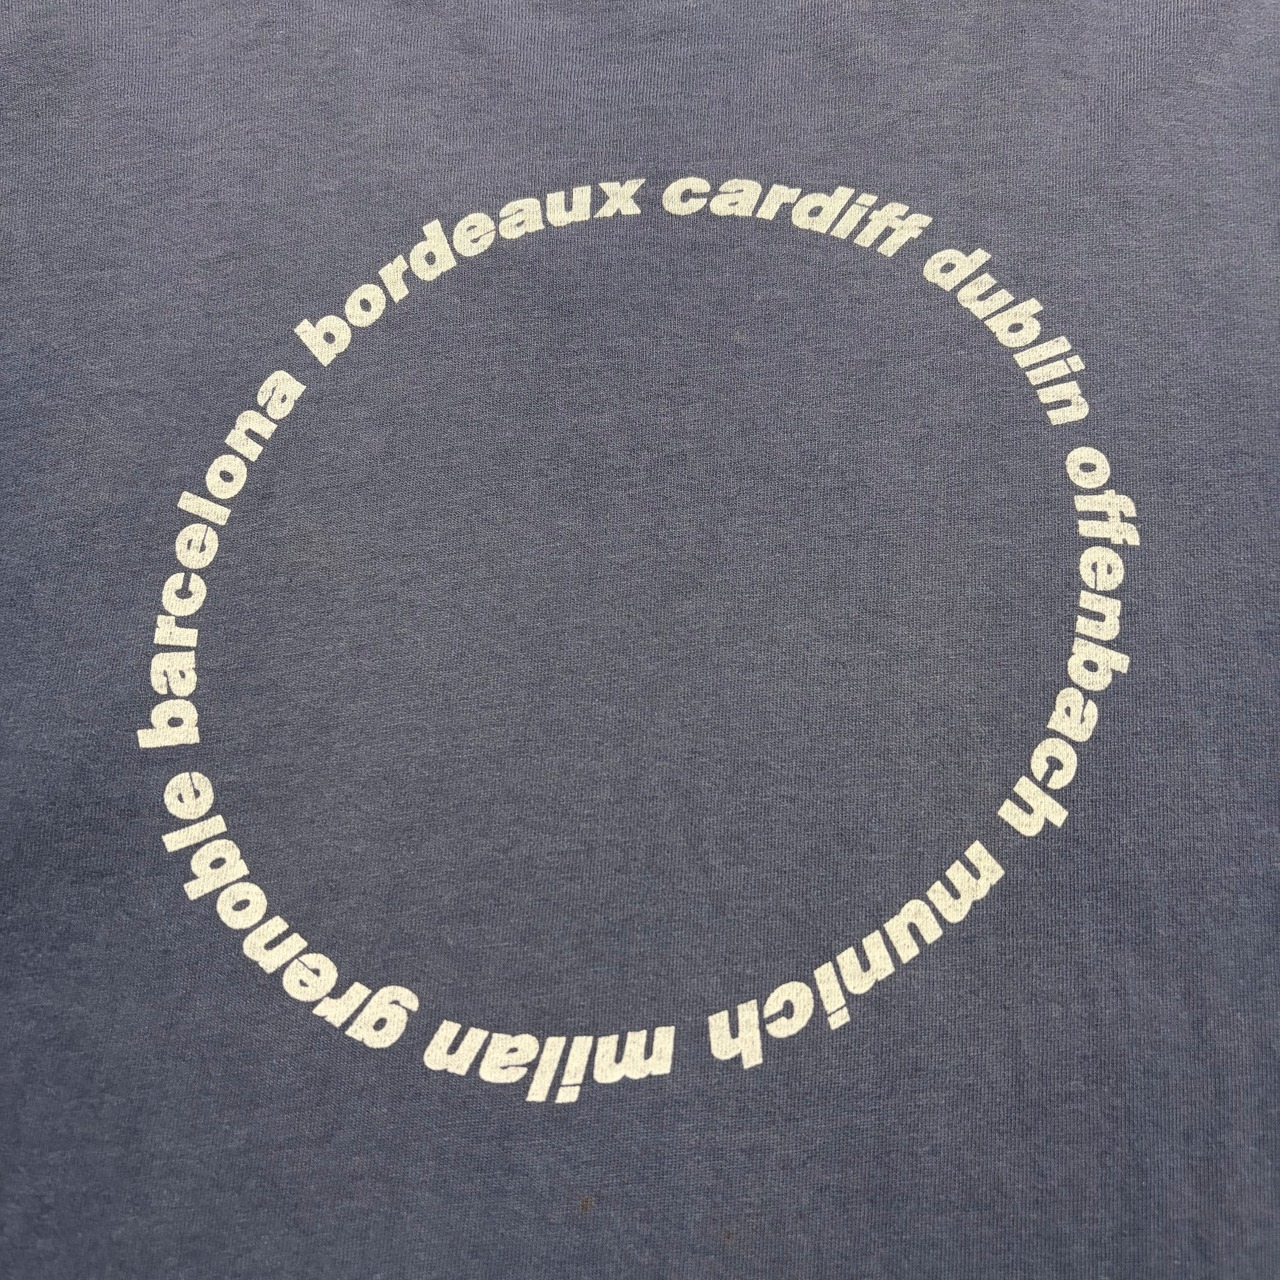 barcelona bordeaux cardiff dublin offenbach munich milan grenoble